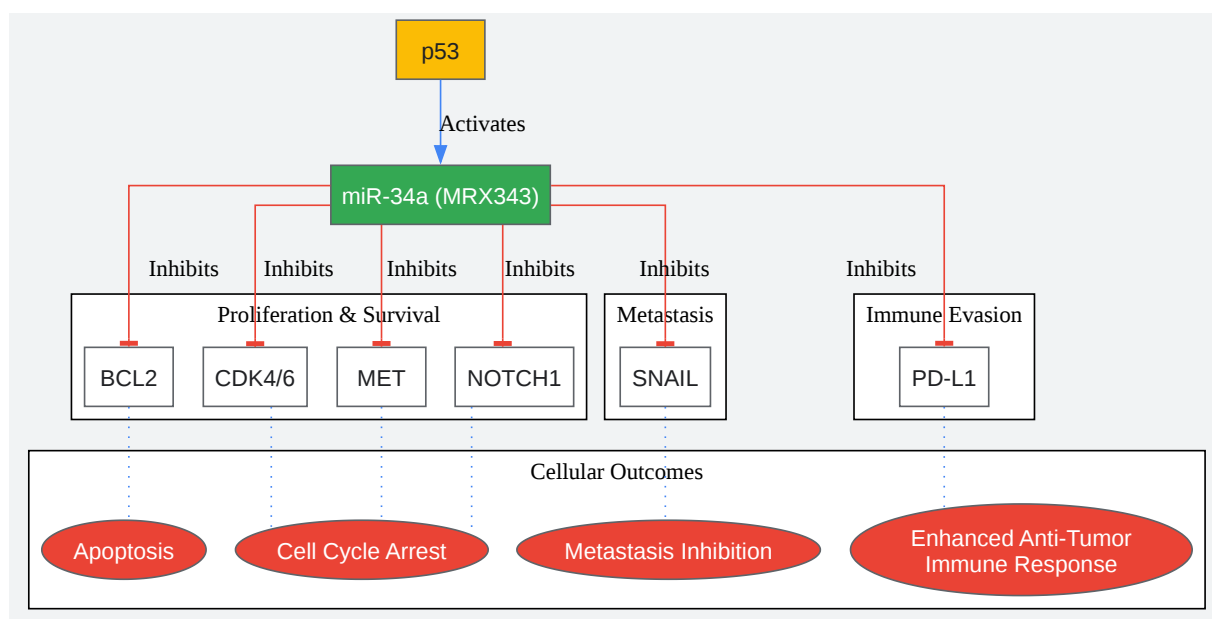 p53
Activates
miR-34a (MRX343)
Inhibits
Inhibits
Inhibits
Inhibits
Inhibits
Inhibits
Proliferation & Survival
Metastasis
Immune Evasion
BCL2
CDK4/6
MET
NOTCH1
SNAIL
PD-L1
Cellular Outcomes
Apoptosis
Cell Cycle Arrest
Metastasis Inhibition
Enhanced Anti-Tumor
Immune Response